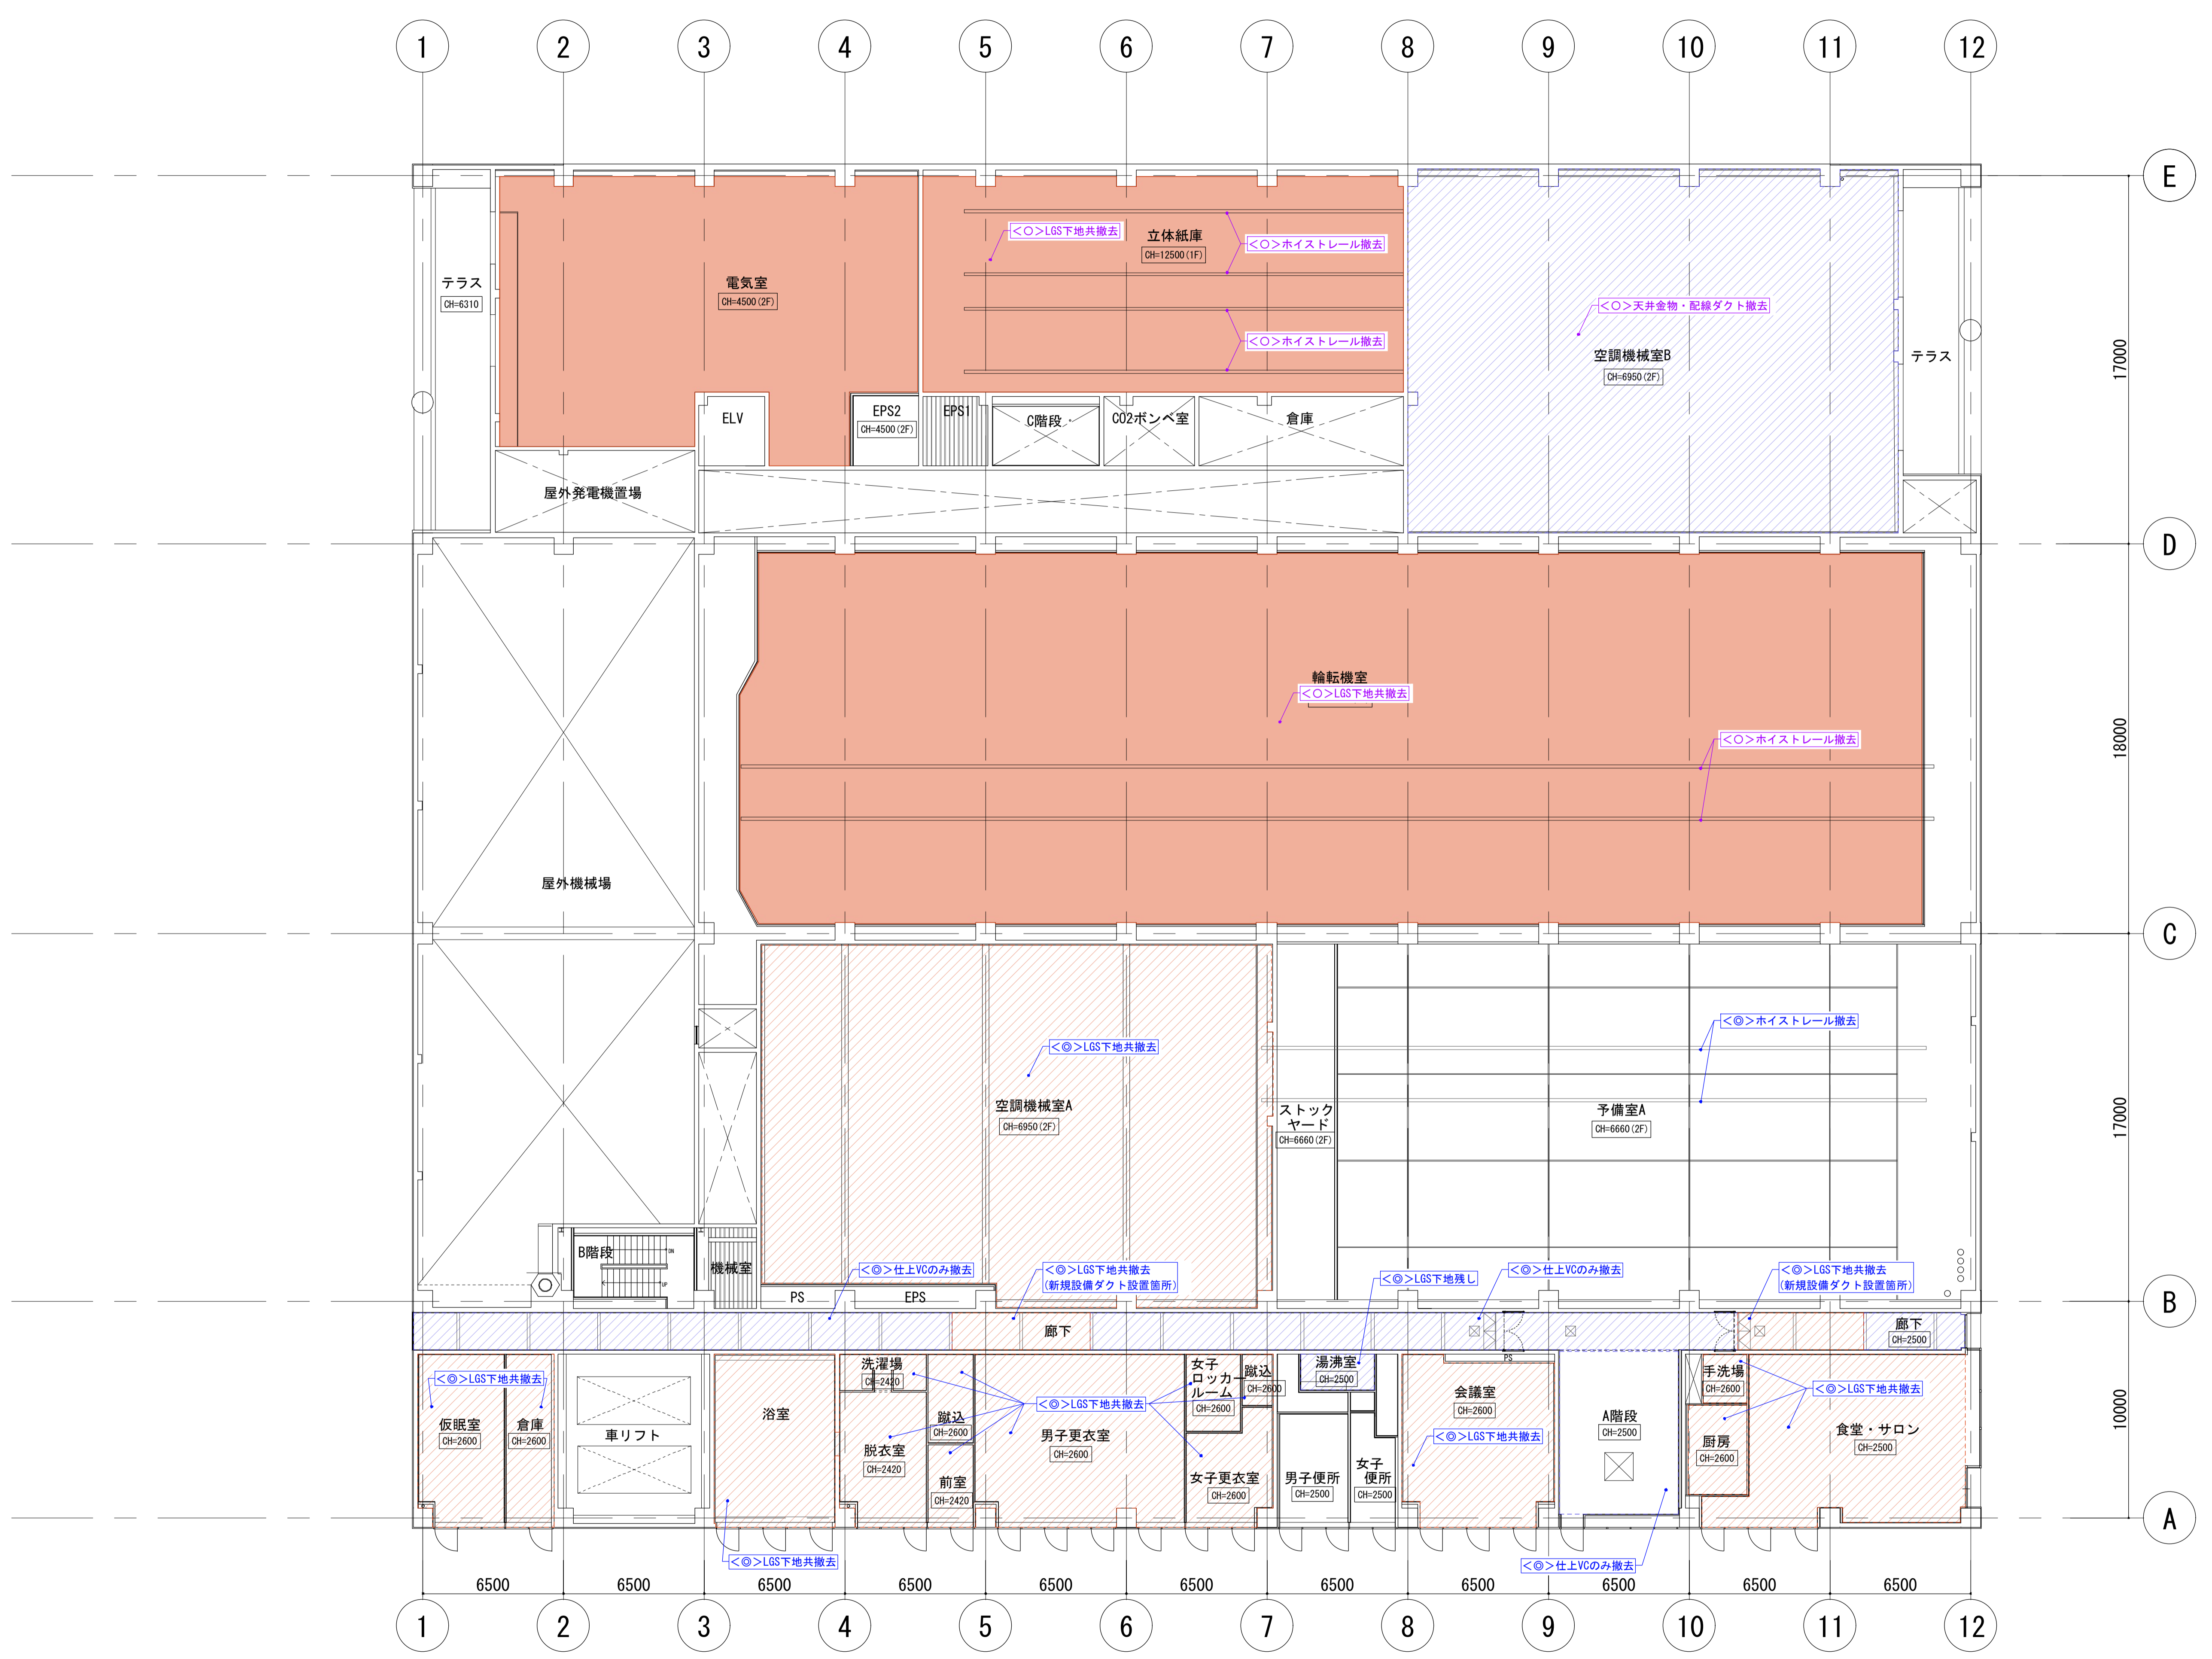 1 2 3 4 5 6 7 8 9 10 11 12
E
D
C
B
A
17000
18000
17000
10000
テラス
CH=6310
電気室
CH=4500(2F)
<○>LGS下地共撤去
立体紙庫
CH=12500(1F)
<○>ホイストレール撤去
<○>ホイストレール撤去
<○>天井金物・配線ダクト撤去
空調機械室B
CH=6950(2F)
テラス
ELV
EPS2
CH=4500(2F)
EPS1
C階段
CO2ボンベ室
倉庫
屋外発電機置場
輪転機室
<○>LGS下地共撤去
<○>ホイストレール撤去
屋外機械場
<◎>LGS下地共撤去
空調機械室A
CH=6950(2F)
<◎>ホイストレール撤去
ストック
ヤード
CH=6660(2F)
予備室A
CH=6660(2F)
B階段
DN
UP
機械室
PS
EPS
<◎>仕上VCのみ撤去
<◎>LGS下地共撤去
(新規設備ダクト設置箇所)
<◎>LGS下地残し
<◎>仕上VCのみ撤去
<◎>LGS下地共撤去
(新規設備ダクト設置箇所)
廊下
廊下
CH=2500
<◎>LGS下地共撤去
仮眠室
CH=2600
倉庫
CH=2600
車リフト
浴室
<◎>LGS下地共撤去
洗濯場
CH=2420
脱衣室
CH=2420
蹴込
CH=2600
前室
CH=2420
<◎>LGS下地共撤去
男子更衣室
CH=2600
女子
ロッカー
ルーム
CH=2600
蹴込
CH=2600
女子更衣室
CH=2600
湯沸室
CH=2500
男子便所
CH=2500
女子
便所
CH=2500
PS
会議室
CH=2600
<◎>LGS下地共撤去
A階段
CH=2500
<◎>仕上VCのみ撤去
手洗場
CH=2600
厨房
CH=2600
<◎>LGS下地共撤去
食堂・サロン
CH=2500
6500 6500 6500 6500 6500 6500 6500 6500 6500 6500 6500
1 2 3 4 5 6 7 8 9 10 11 12